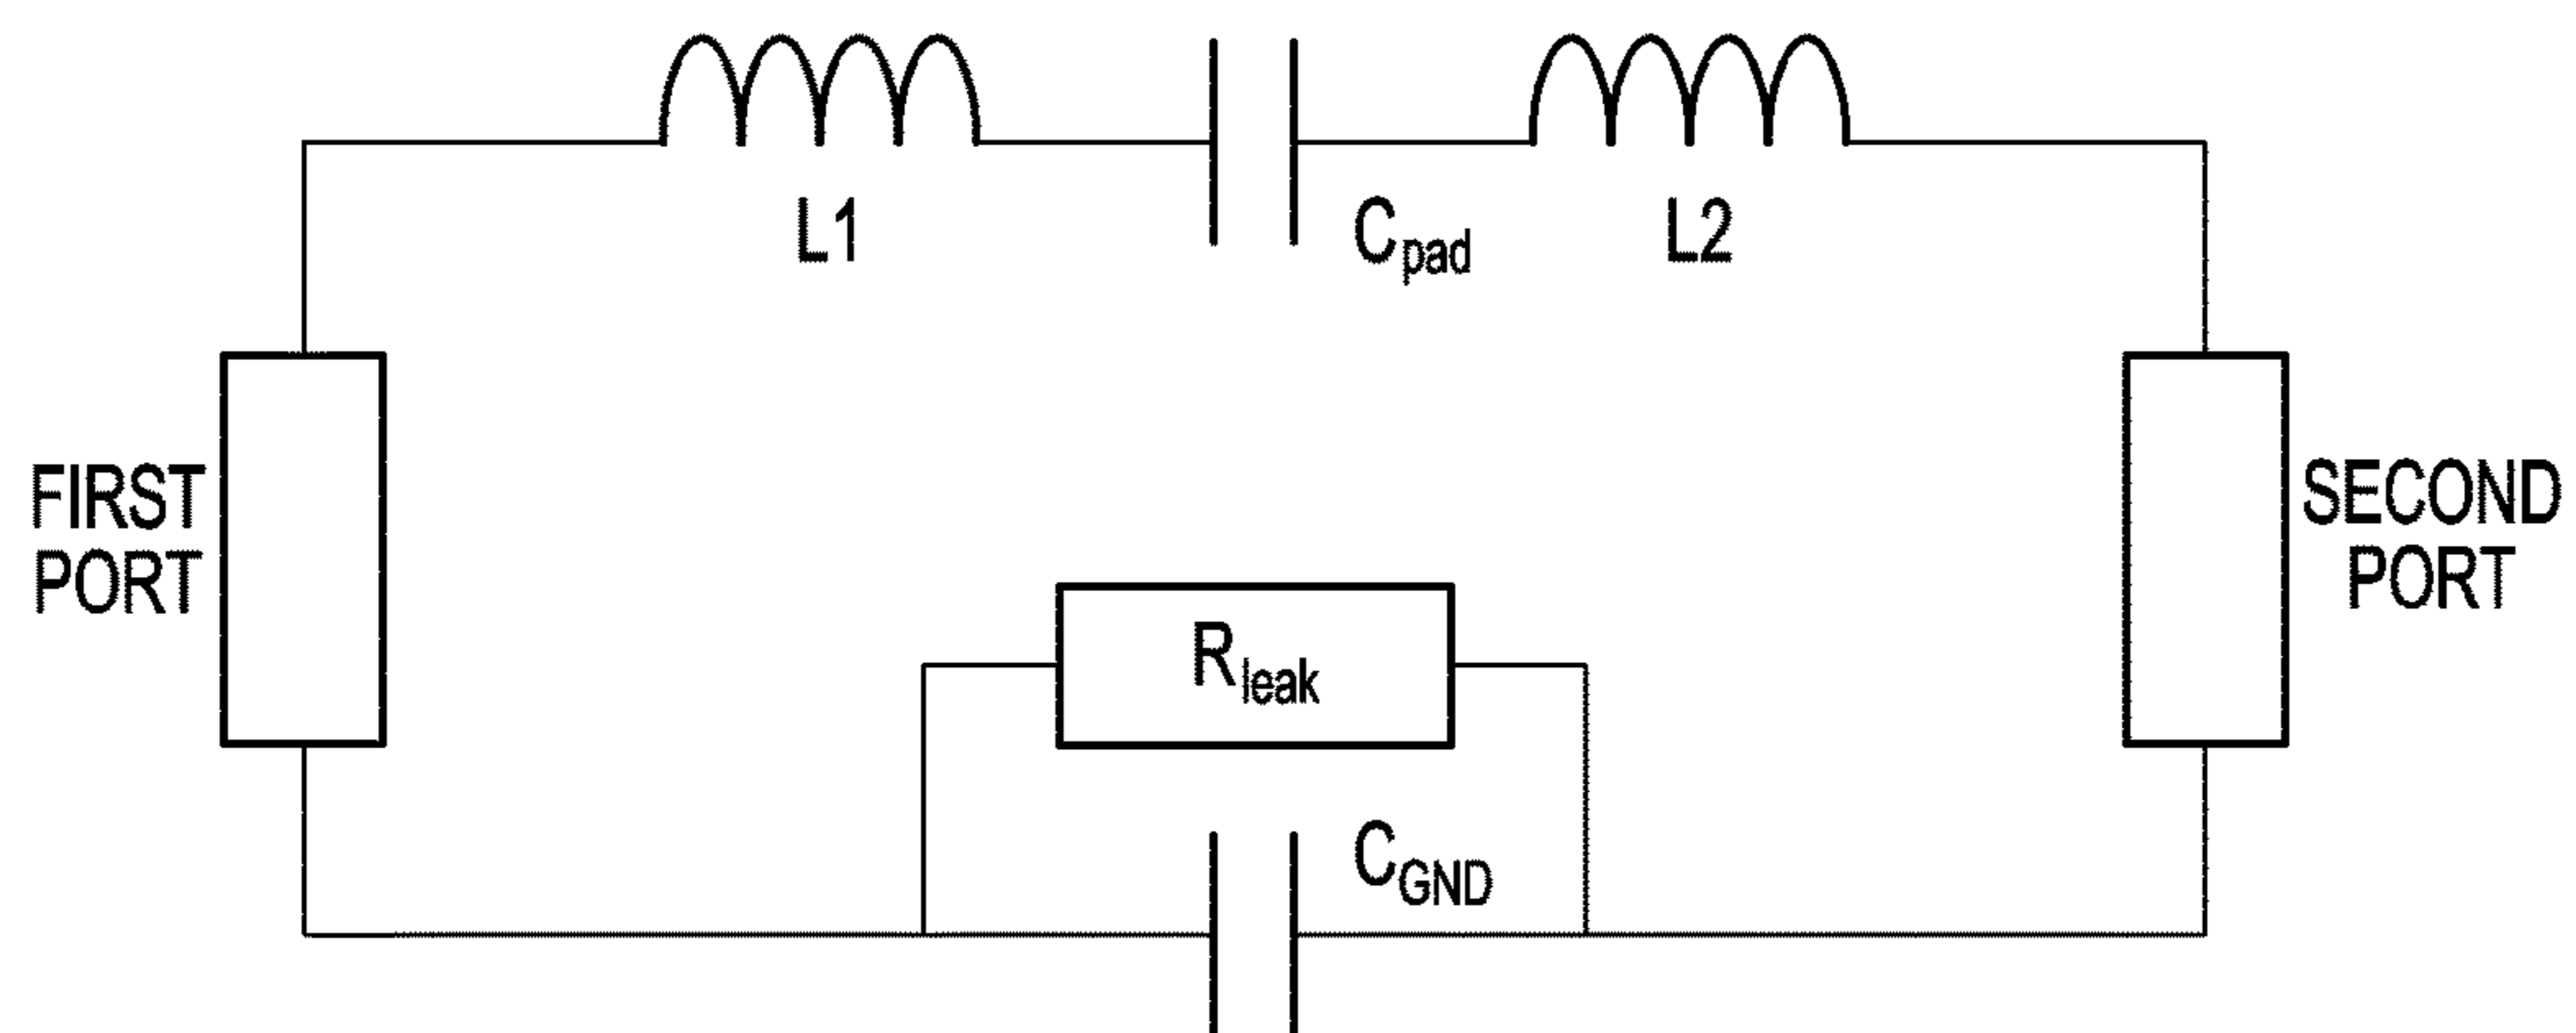 L1
Cpad
L2
FIRST
PORT
SECOND
PORT
Rleak
CGND